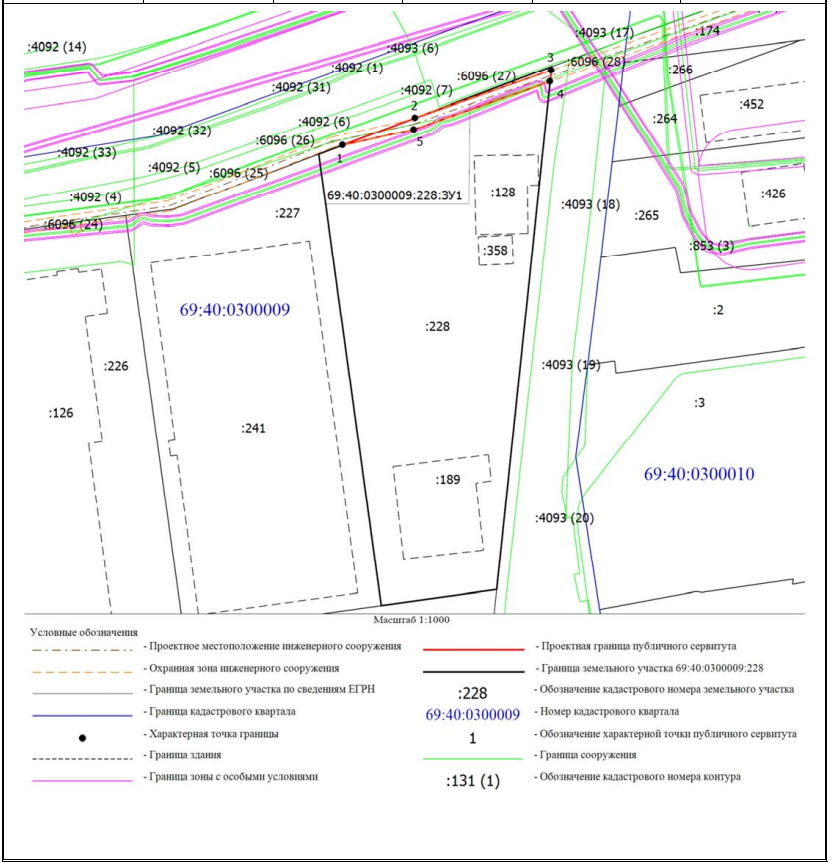 :4092 (14)
:4093 (6)
:4093 (17)
:174
:4092 (1)
3
:6096 (28)
:266
:6096 (27)
:4092 (31)
:4092 (7)
4
:452
2
:264
:4092 (6)
:4092 (32)
5
:6096 (26)
1
:4092 (33)
:4092 (5)
:6096 (25)
:128
:426
:4092 (4)
69:40:0300009:228:ЗУ1
:4093 (18)
:227
:265
:6096 (24)
:853 (3)
:358
69:40:0300009
:2
:228
:226
:4093 (19)
:3
:126
:241
69:40:0300010
:189
:4093 (20)
Масштаб 1:1000
Условные обозначения
- Проектное местоположение инженерного сооружения
- Охранная зона инженерного сооружения
- Граница земельного участка по сведениям ЕГРН
- Граница кадастрового квартала
- Характерная точка границы
- Граница здания
- Граница зоны с особыми условиями
- Проектная граница публичного сервитута
- Граница земельного участка 69:40:0300009:228
:228 - Обозначение кадастрового номера земельного участка
69:40:0300009 - Номер кадастрового квартала
1 - Обозначение характерной точки публичного сервитута
- Граница сооружения
:131 (1) - Обозначение кадастрового номера контура